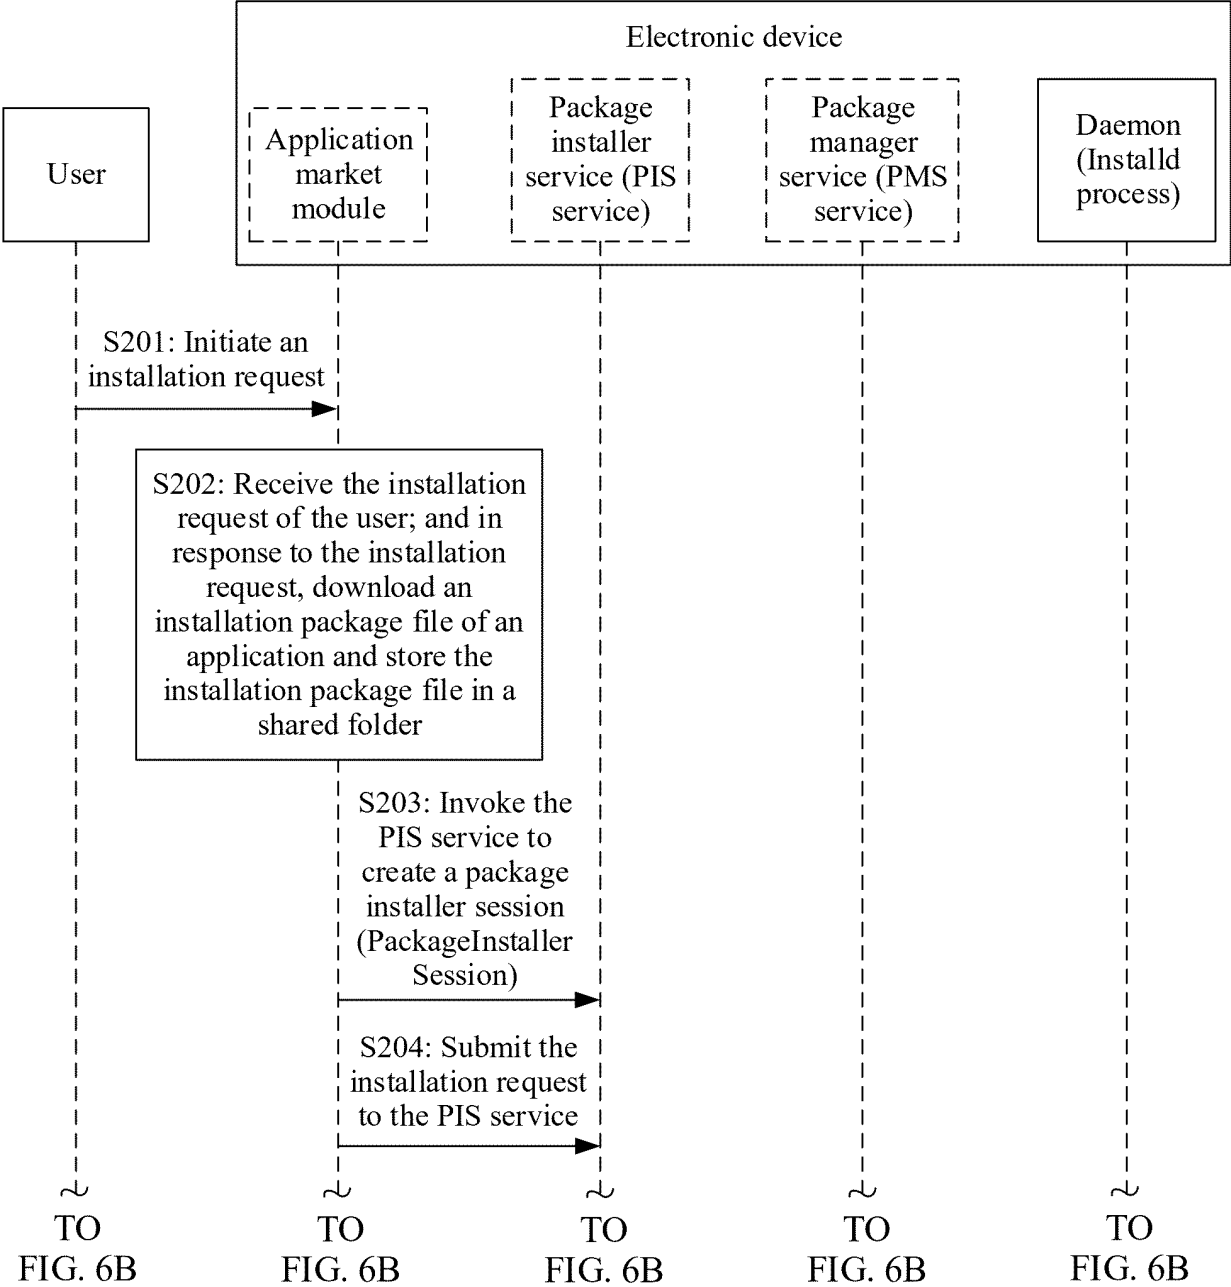 Electronic device
User
Application
market
module
Package
installer
service (PIS
service)
Package
manager
service (PMS
service)
Daemon
(Installd
process)
S201: Initiate an
installation request
S202: Receive the installation
request of the user; and in
response to the installation
request, download an
installation package file of an
application and store the
installation package file in a
shared folder
S203: Invoke the
PIS service to
create a package
installer session
(PackageInstaller
Session)
S204: Submit the
installation request
to the PIS service
TO
FIG. 6B
TO
FIG. 6B
TO
FIG. 6B
TO
FIG. 6B
TO
FIG. 6B